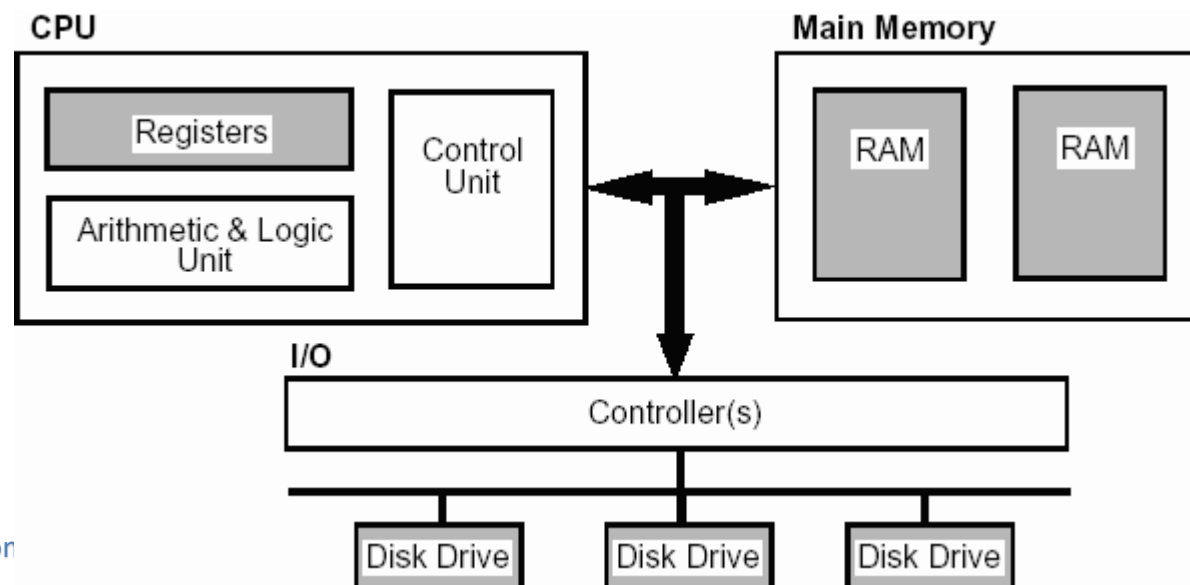 CPU
Main Memory
Registers
Control
Unit
Arithmetic & Logic
Unit
RAM
RAM
I/O
Controller(s)
Disk Drive
Disk Drive
Disk Drive